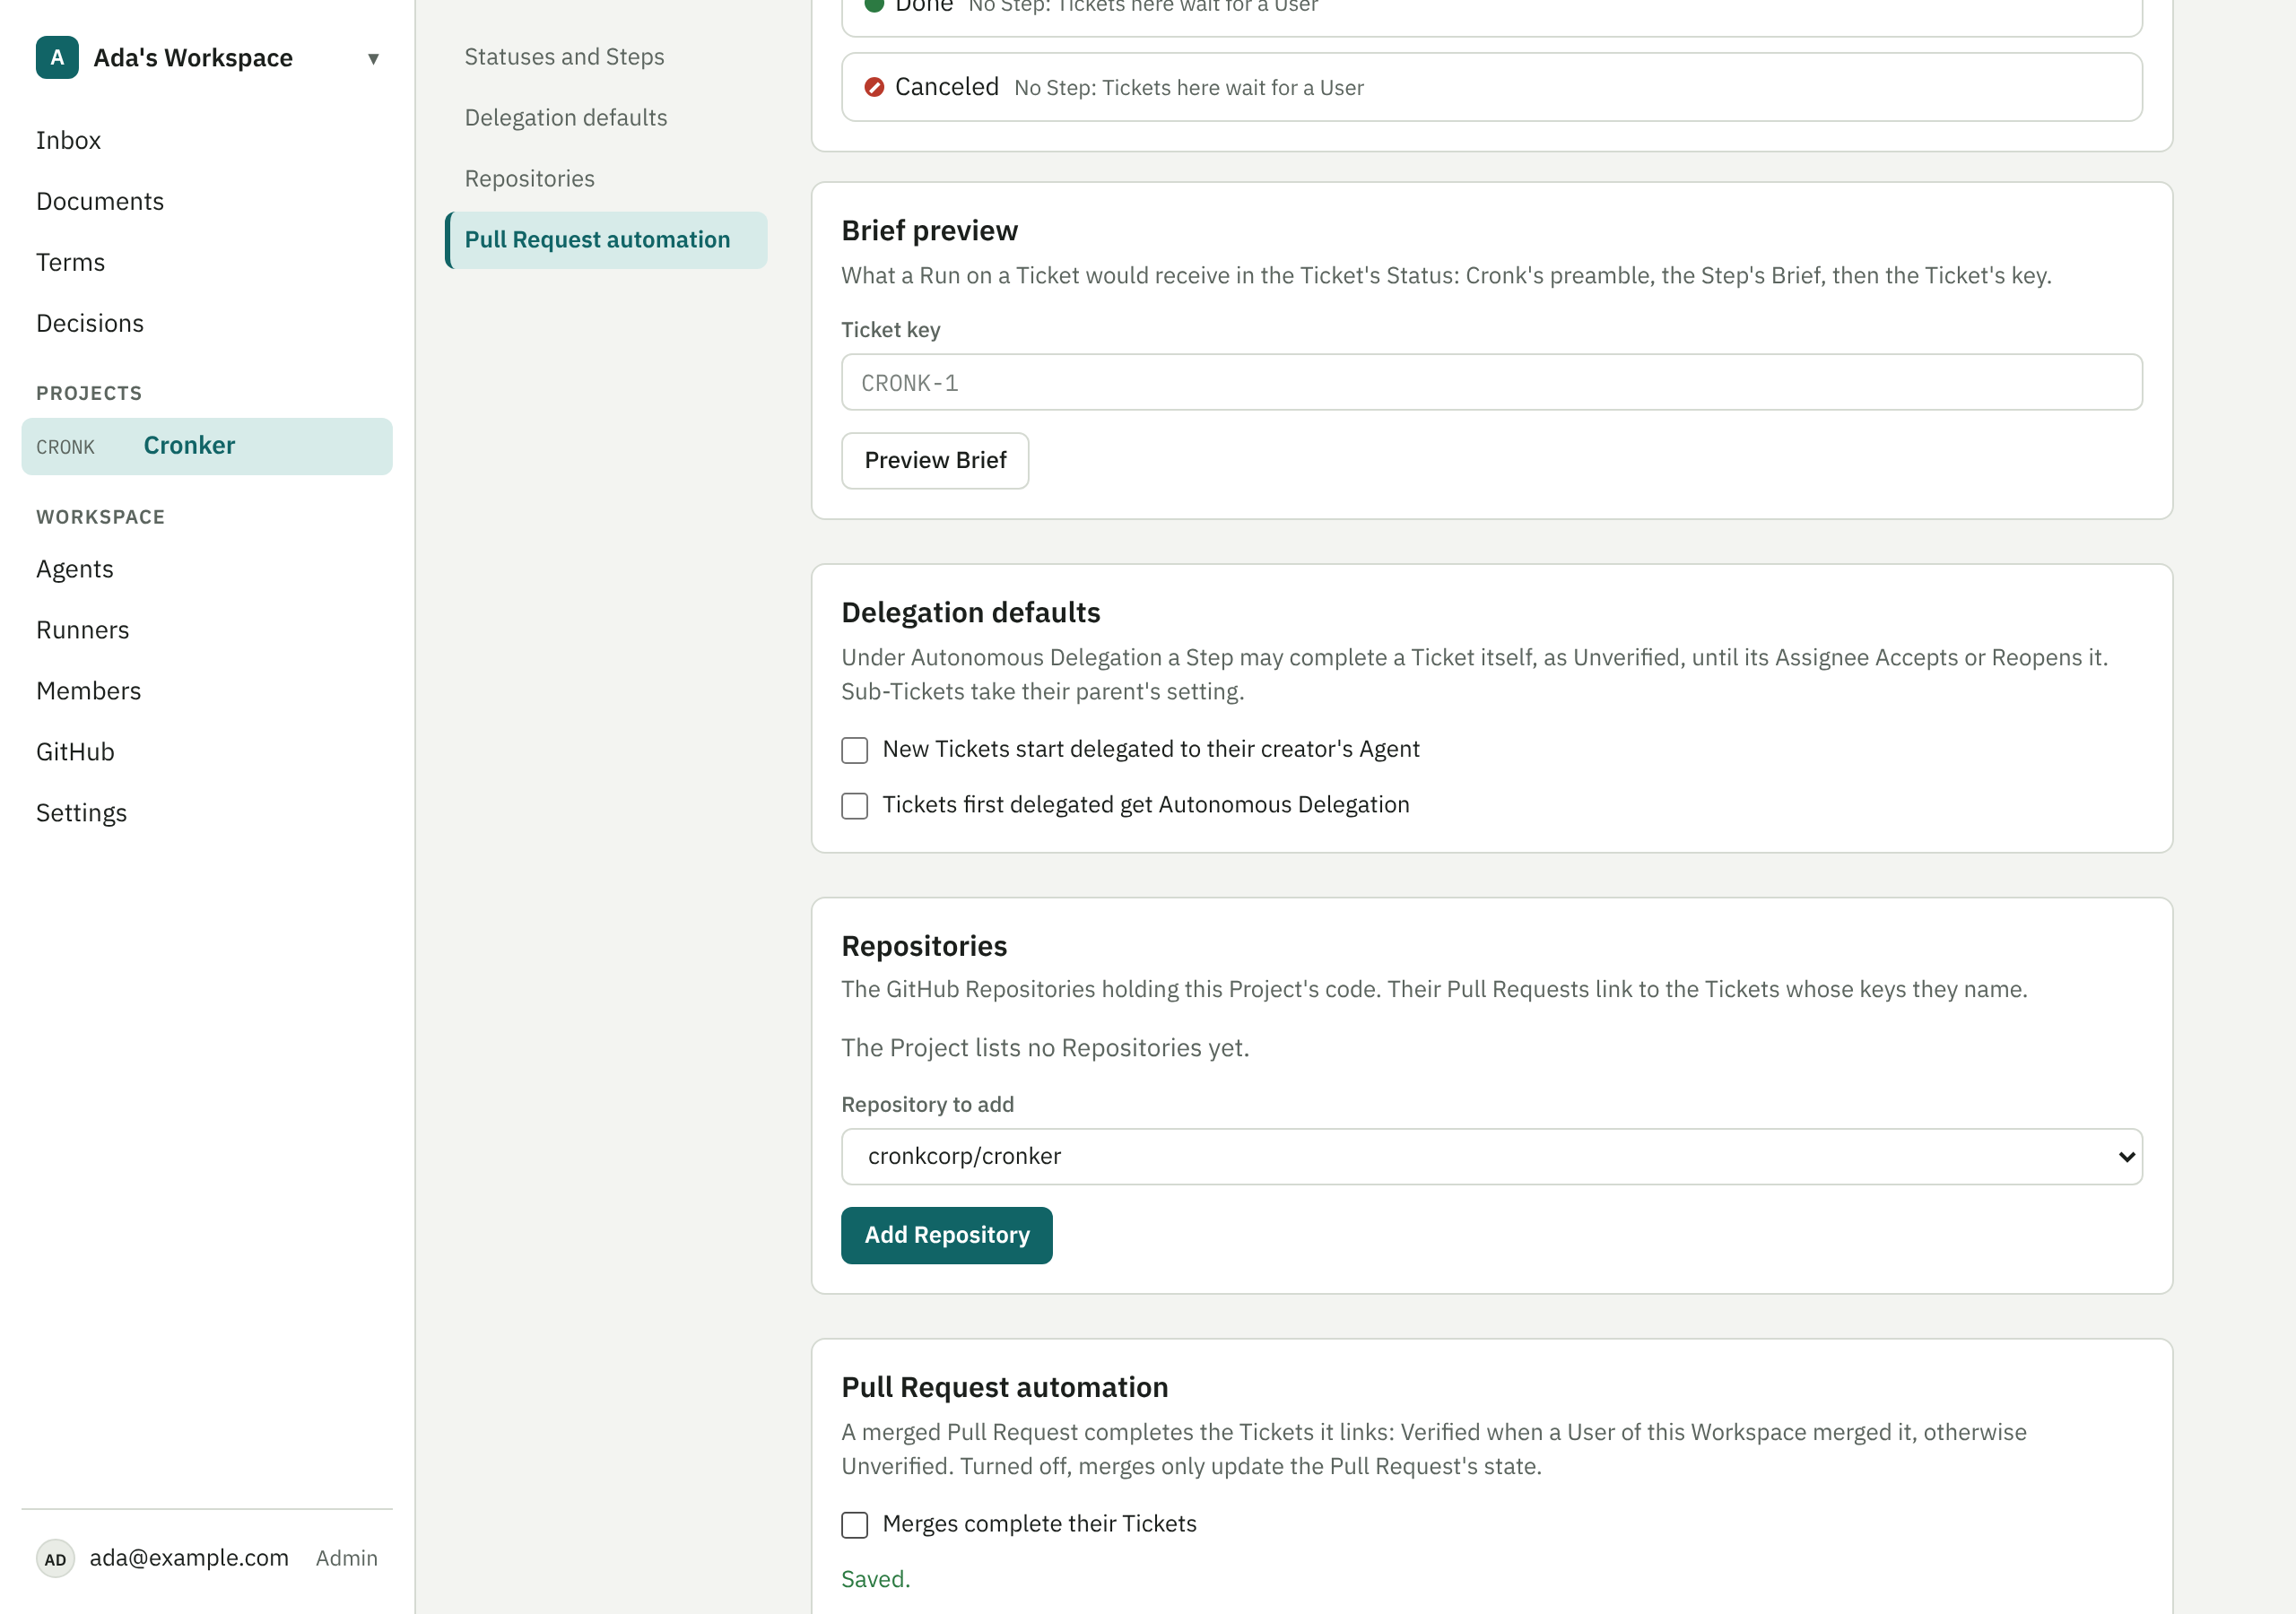 A Ada's Workspace ▼
Inbox
Documents
Terms
Decisions
PROJECTS
CRONK Cronker
WORKSPACE
Agents
Runners
Members
GitHub
Settings
AD ada@example.com Admin
Statuses and Steps
Delegation defaults
Repositories
Pull Request automation
Done No Step: Tickets here wait for a User
Canceled No Step: Tickets here wait for a User
Brief preview
What a Run on a Ticket would receive in the Ticket's Status: Cronk's preamble, the Step's Brief, then the Ticket's key.
Ticket key
CRONK-1
Preview Brief
Delegation defaults
Under Autonomous Delegation a Step may complete a Ticket itself, as Unverified, until its Assignee Accepts or Reopens it.
Sub-Tickets take their parent's setting.
New Tickets start delegated to their creator's Agent
Tickets first delegated get Autonomous Delegation
Repositories
The GitHub Repositories holding this Project's code. Their Pull Requests link to the Tickets whose keys they name.
The Project lists no Repositories yet.
Repository to add
cronkcorp/cronker
Add Repository
Pull Request automation
A merged Pull Request completes the Tickets it links: Verified when a User of this Workspace merged it, otherwise
Unverified. Turned off, merges only update the Pull Request's state.
Merges complete their Tickets
Saved.